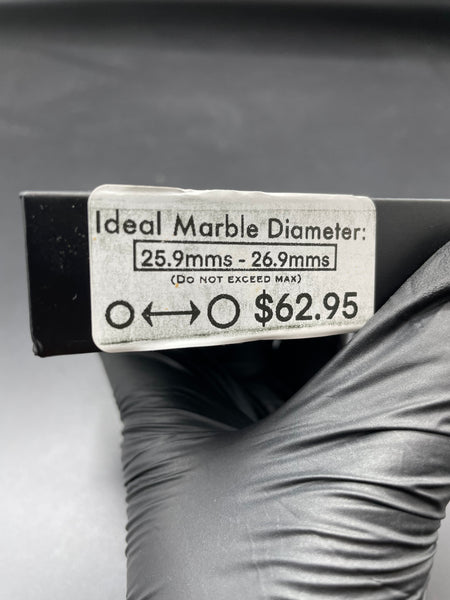 Ideal Marble Diameter:
25.9mms - 26.9mms
(DO NOT EXCEED MAX)
$62.95